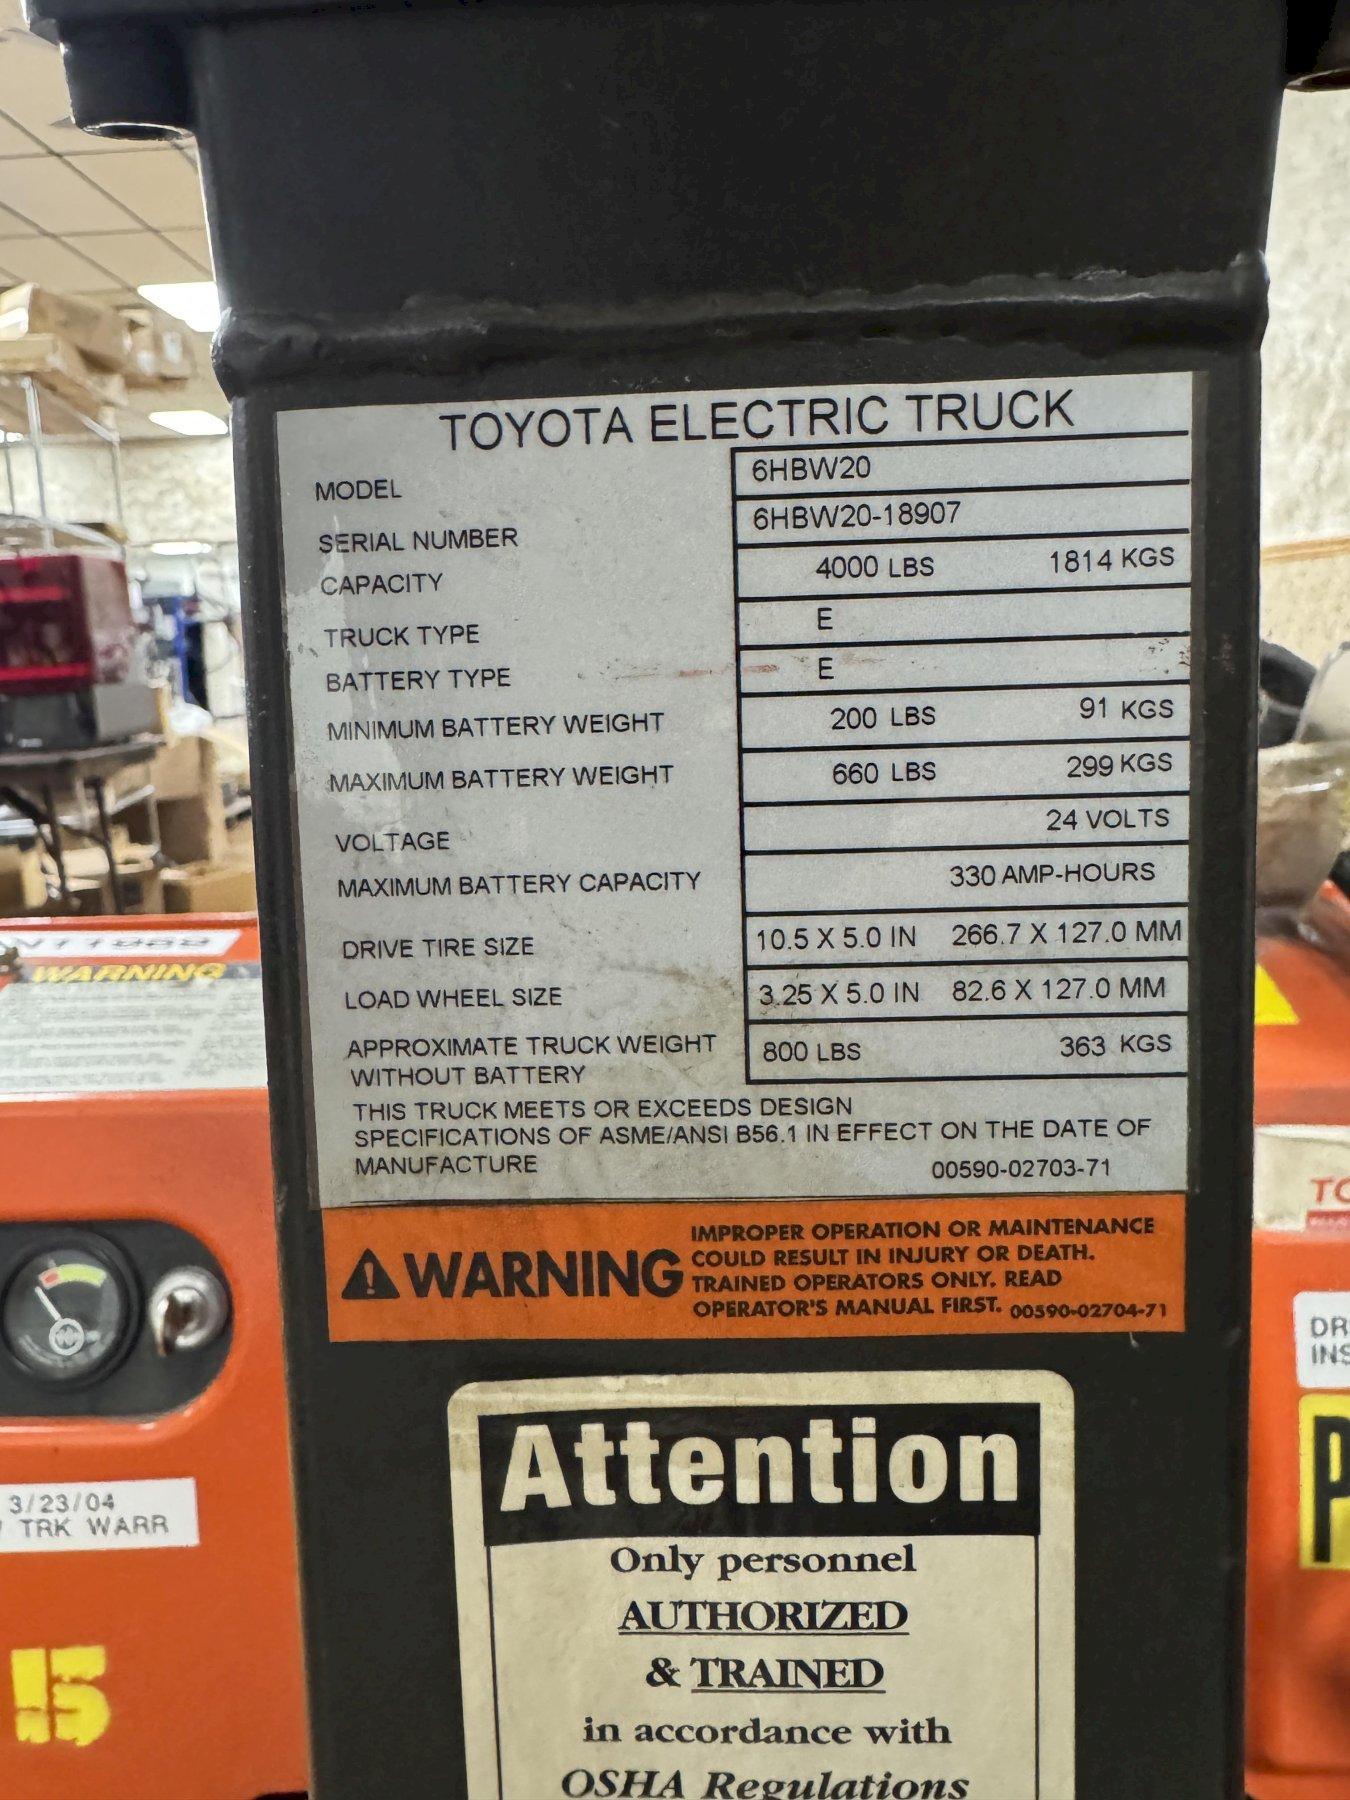 TOYOTA ELECTRIC TRUCK
MODEL 6HBW20
SERIAL NUMBER 6HBW20-18907
CAPACITY 4000 LBS 1814 KGS
TRUCK TYPE E
BATTERY TYPE E
MINIMUM BATTERY WEIGHT 200 LBS 91 KGS
MAXIMUM BATTERY WEIGHT 660 LBS 299 KGS
VOLTAGE 24 VOLTS
MAXIMUM BATTERY CAPACITY 330 AMP-HOURS
DRIVE TIRE SIZE 10.5 X 5.0 IN 266.7 X 127.0 MM
LOAD WHEEL SIZE 3.25 X 5.0 IN 82.6 X 127.0 MM
APPROXIMATE TRUCK WEIGHT 800 LBS 363 KGS
WITHOUT BATTERY
THIS TRUCK MEETS OR EXCEEDS DESIGN
SPECIFICATIONS OF ASME/ANSI B56.1 IN EFFECT ON THE DATE OF
MANUFACTURE 00590-02703-71
WARNING
IMPROPER OPERATION OR MAINTENANCE
COULD RESULT IN INJURY OR DEATH.
TRAINED OPERATORS ONLY. READ
OPERATOR'S MANUAL FIRST. 00590-02704-71
Attention
Only personnel
AUTHORIZED
& TRAINED
in accordance with
OSHA Regulations
WARNING
3/23/04
TRK WARR
15
TO
DR
INS
P